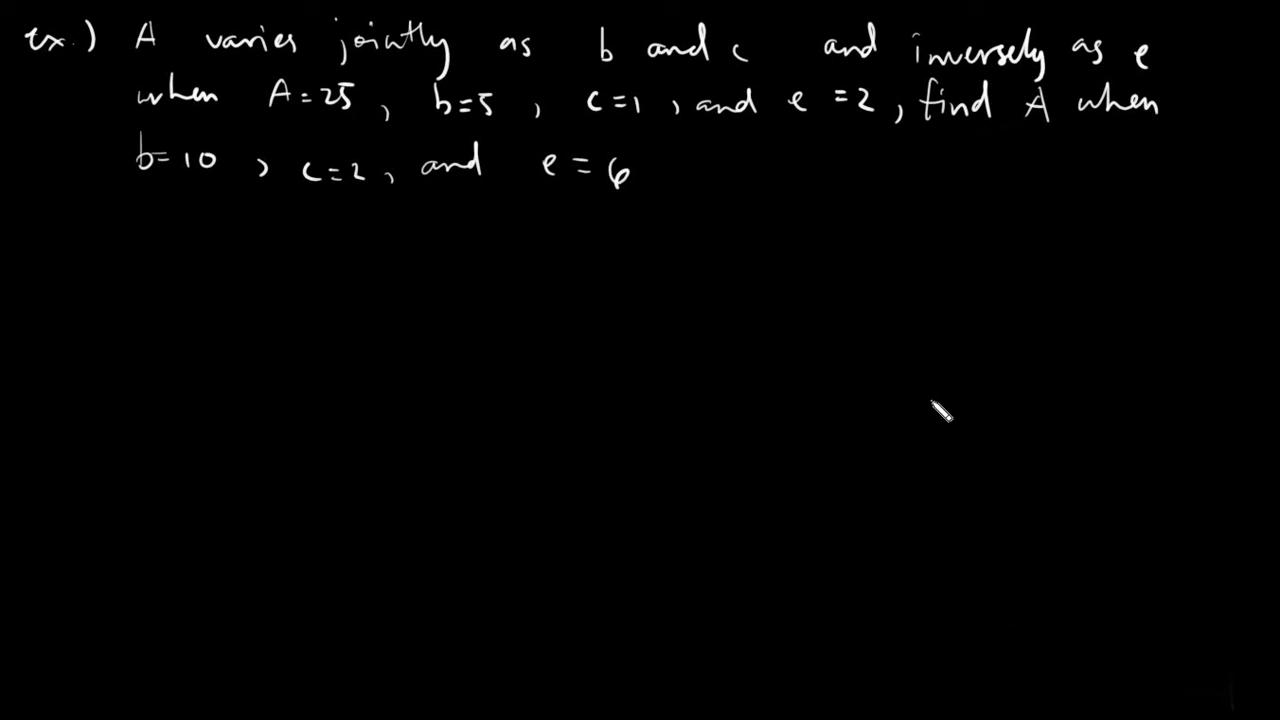 ex.) A varies jointly as b and c and inversely as e
when A=25, b=5, c=1, and e=2, find A when
b=10, c=2, and e=6